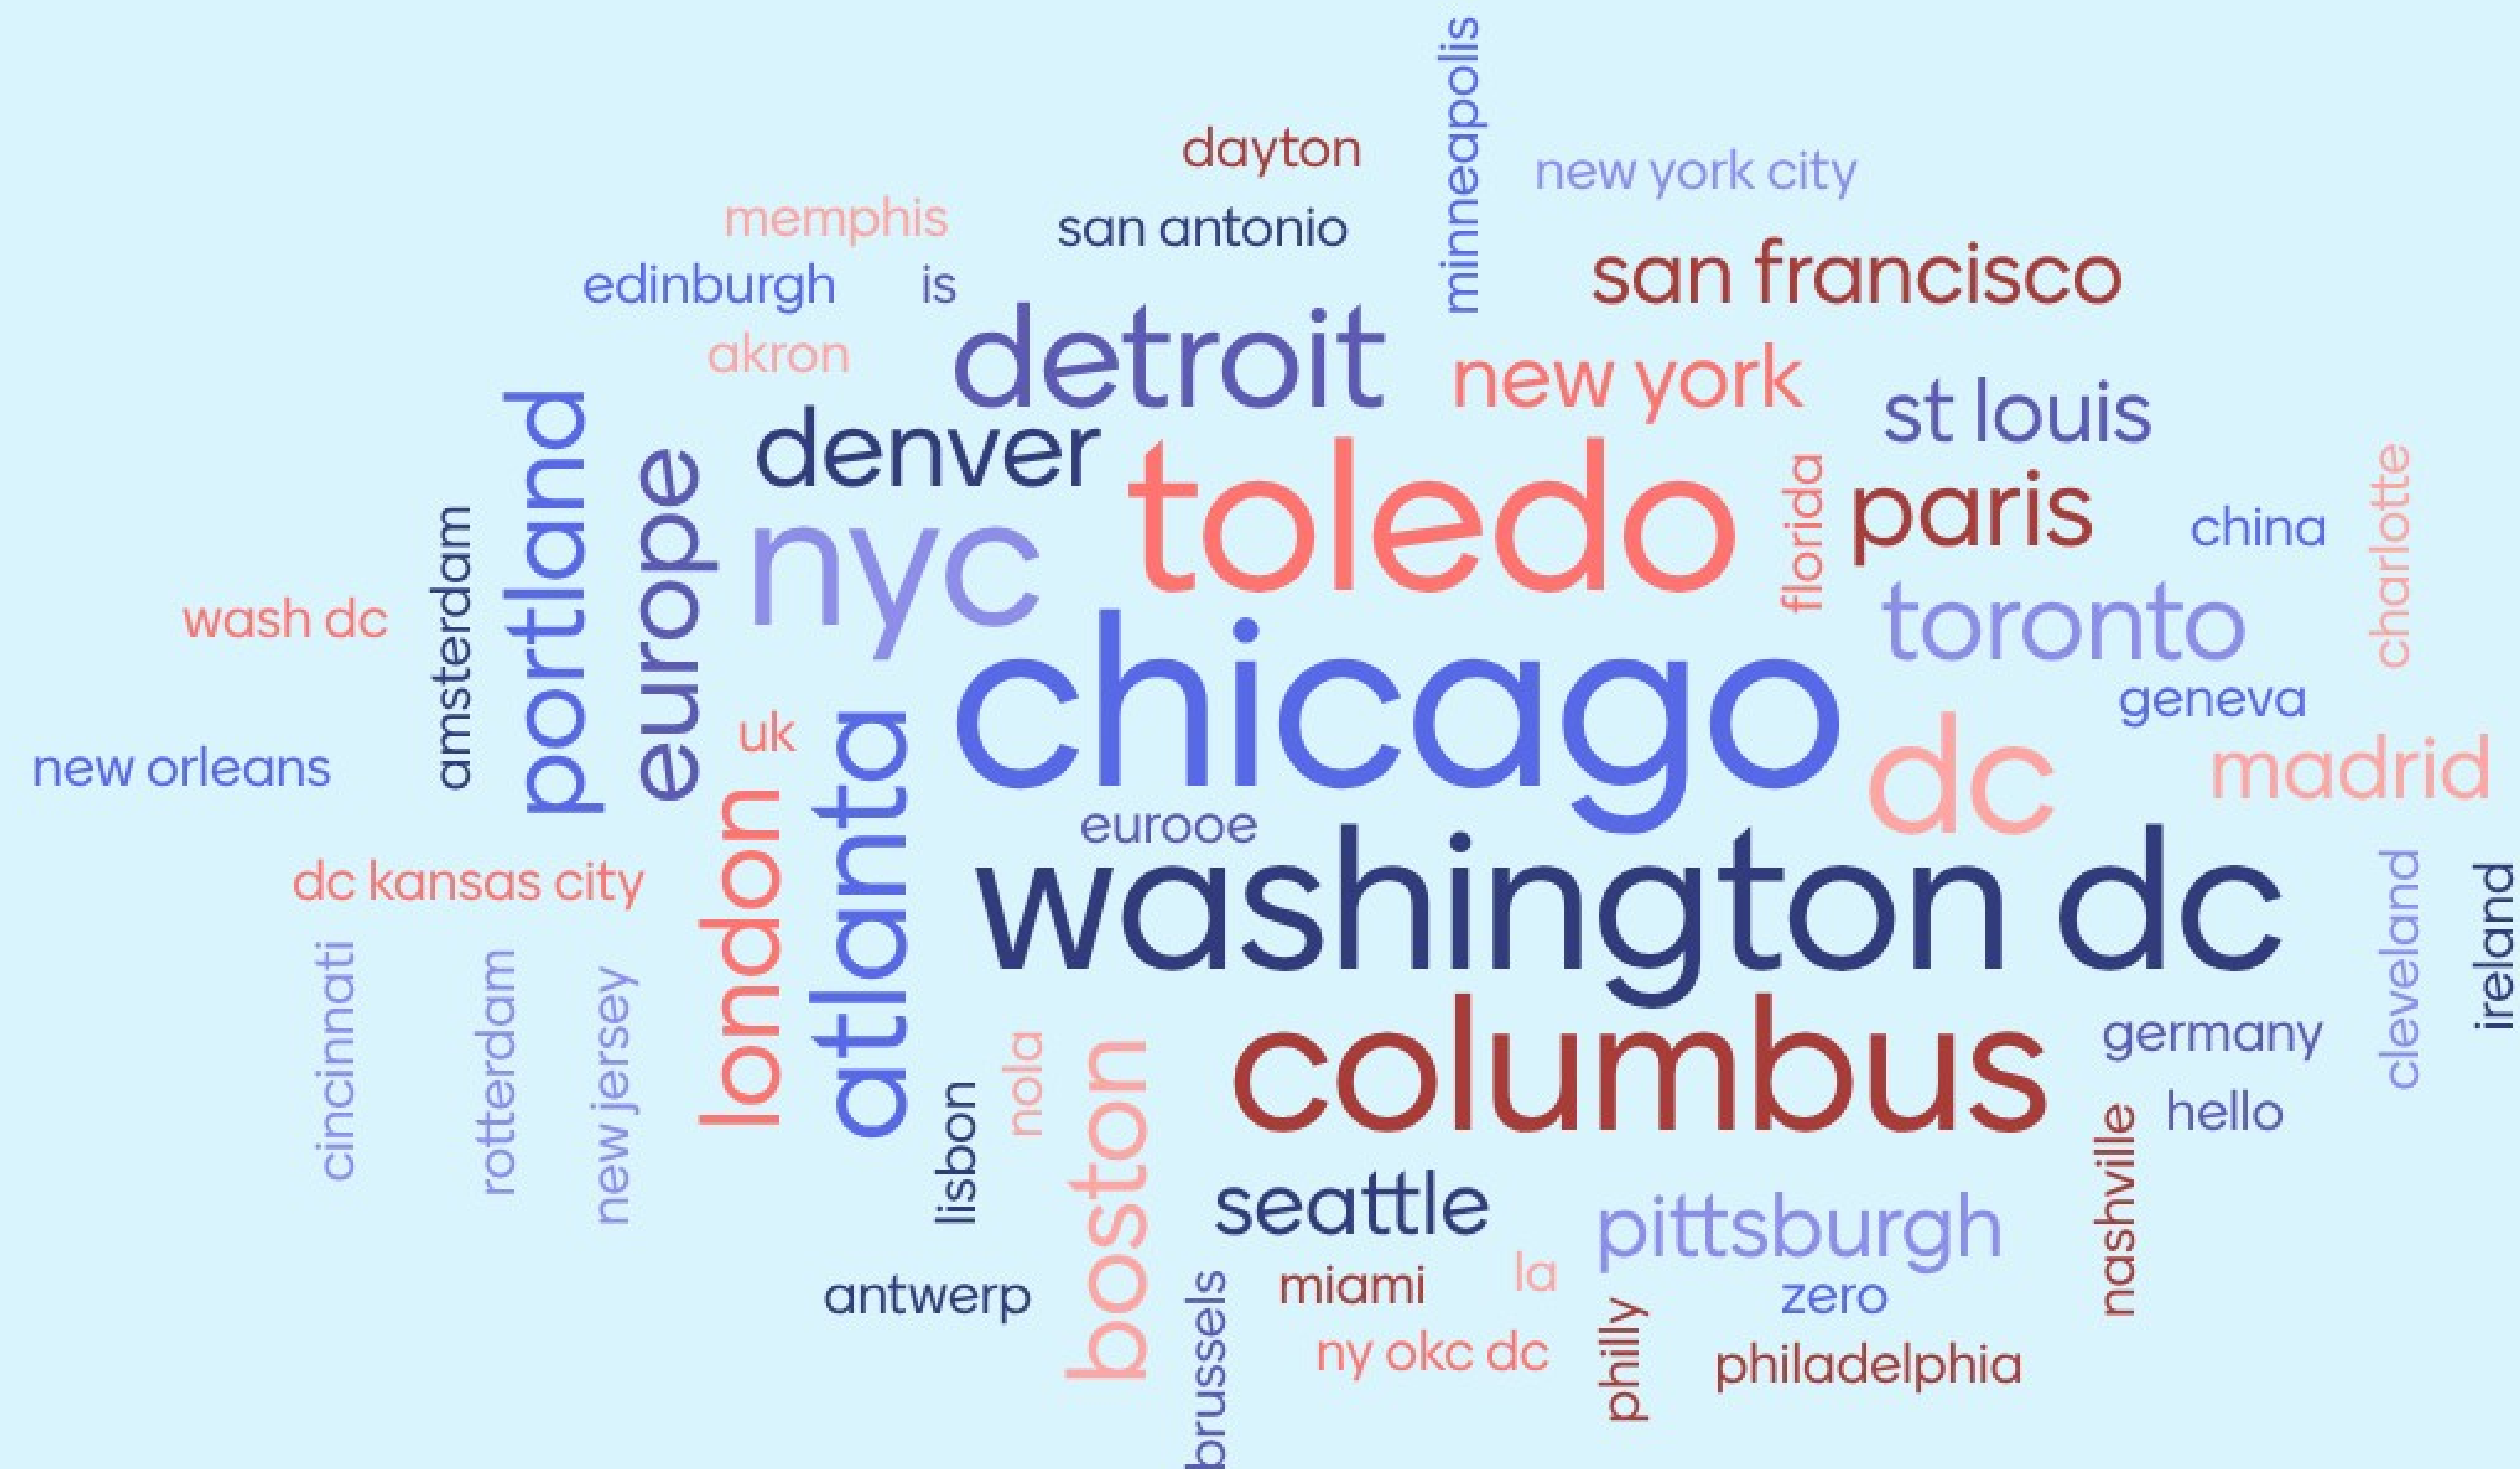 minneapolis
dayton
new york city
memphis
san antonio
edinburgh
is
san francisco
akron
detroit
new york
st louis
portland
denver
toledo
europe
florida
paris
china
charlotte
amsterdam
nyc
wash dc
toronto
chicago
geneva
uk
new orleans
dc
madrid
london
atlanta
eurooe
washington dc
dc kansas city
cleveland
ireland
cincinnati
rotterdam
new jersey
columbus
germany
nola
lisbon
boston
hello
nashville
seattle
pittsburgh
antwerp
brussels
miami
la
zero
ny okc dc
philly
philadelphia